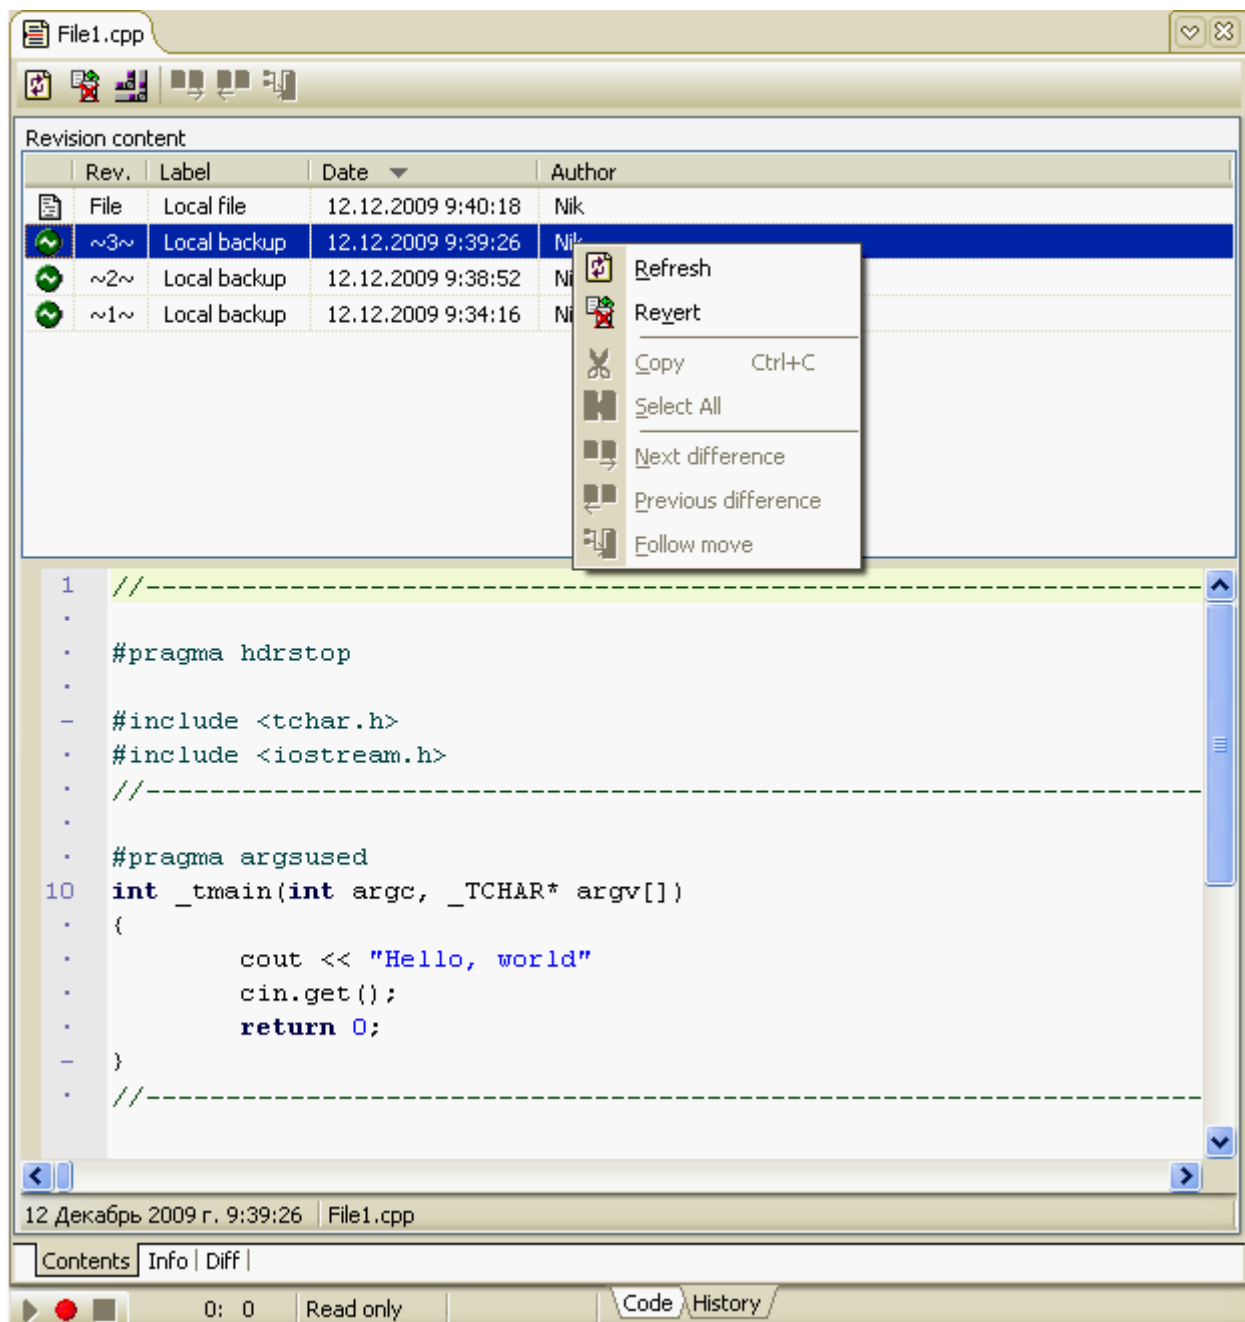 File1.cpp
Revision content
Rev. Label Date Author
File Local file 12.12.2009 9:40:18 Nik
~3~ Local backup 12.12.2009 9:39:26 Nik
~2~ Local backup 12.12.2009 9:38:52 Ni
~1~ Local backup 12.12.2009 9:34:16 Ni
Refresh
Revert
Copy Ctrl+C
Select All
Next difference
Previous difference
Follow move
1 //------------------------------------------------------------------
#pragma hdrstop
#include <tchar.h>
#include <iostream.h>
//------------------------------------------------------------------
#pragma argsused
10 int _tmain(int argc, _TCHAR* argv[])
{
cout << "Hello, world"
cin.get();
return 0;
}
//------------------------------------------------------------------
12 Декабрь 2009 г. 9:39:26 File1.cpp
Contents Info Diff
0: 0 Read only Code History